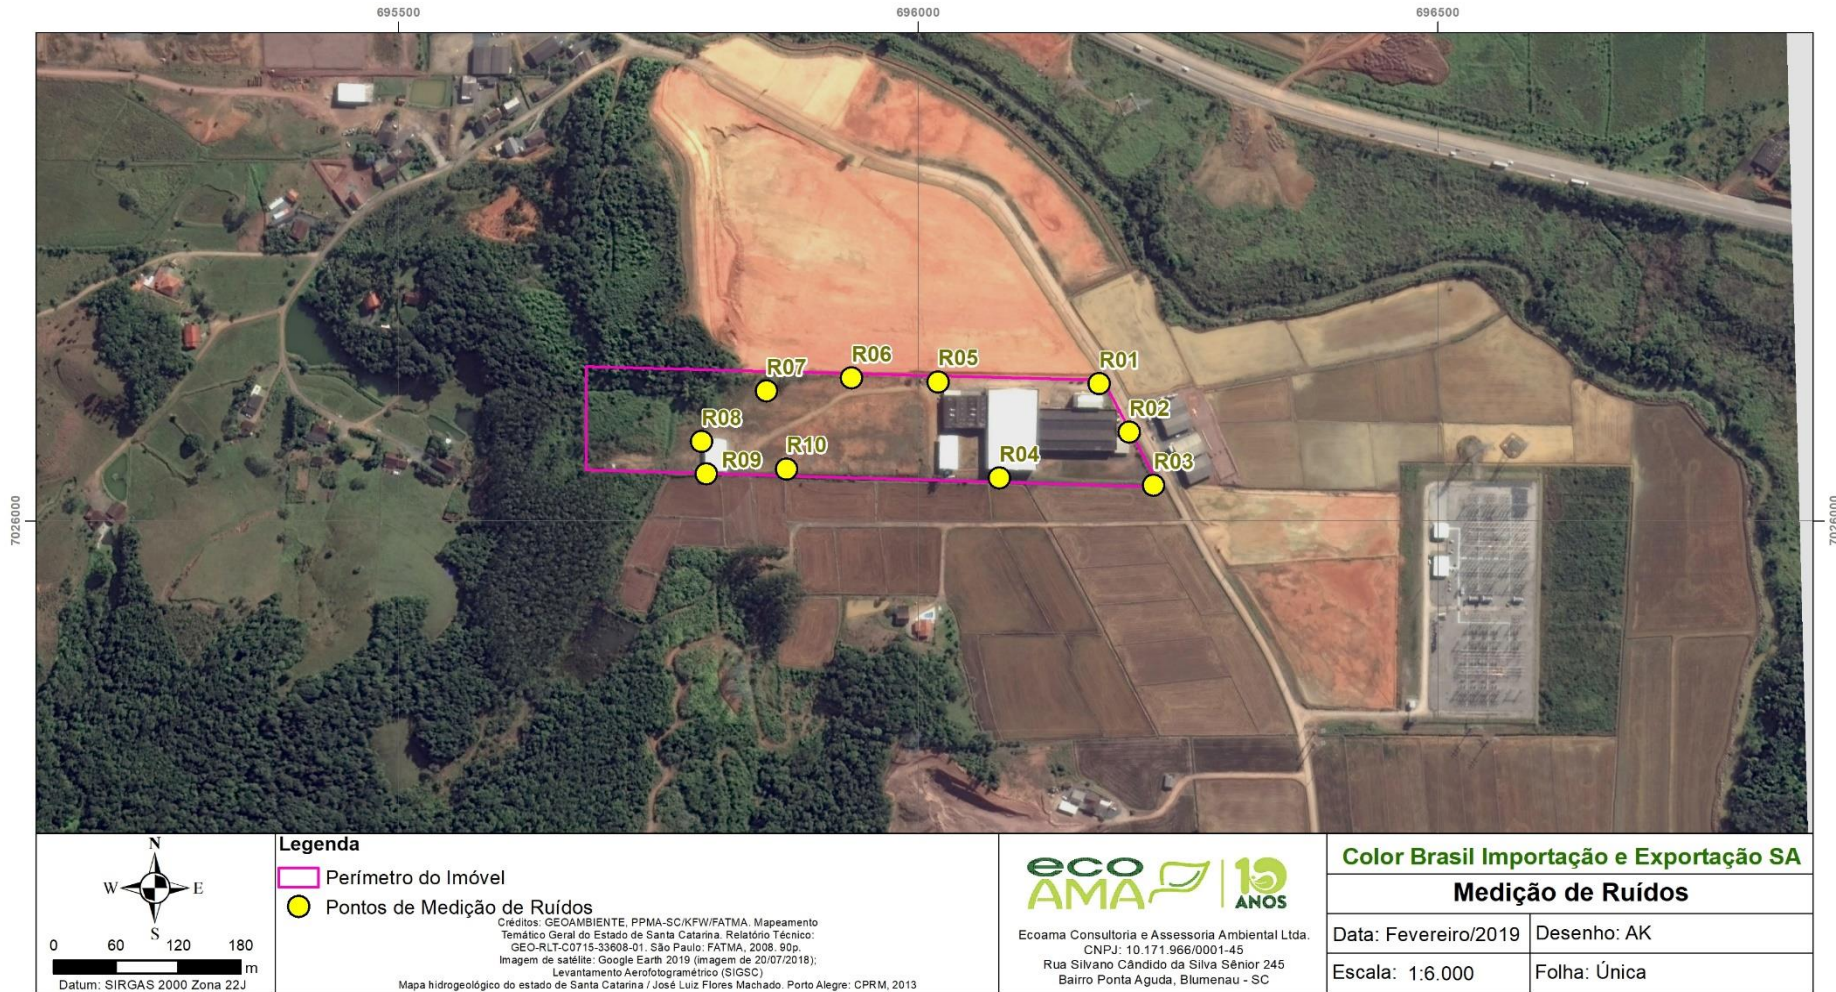 695500
696000
696500
7026000
7026000
R07
R06
R05
R01
R02
R08
R09
R10
R04
R03
N
W
E
S
0 60 120 180
m
Datum: SIRGAS 2000 Zona 22J
Legenda
Perímetro do Imóvel
Pontos de Medição de Ruídos
Créditos: GEOAMBIENTE, PPMA-SC/KFW/FATMA. Mapeamento
Temático Geral do Estado de Santa Catarina. Relatório Técnico:
GEO-RLT-C0715-33608-01. São Paulo: FATMA, 2008. 90p.
Imagem de satélite: Google Earth 2019 (imagem de 20/07/2018);
Levantamento Aerofotogramétrico (SIGSC)
Mapa hidrogeológico do estado de Santa Catarina / José Luiz Flores Machado. Porto Alegre: CPRM, 2013
eco
AMA
10
ANOS
Ecoama Consultoria e Assessoria Ambiental Ltda.
CNPJ: 10.171.966/0001-45
Rua Silvano Cândido da Silva Sênior 245
Bairro Ponta Aguda, Blumenau - SC
Color Brasil Importação e Exportação SA
Medição de Ruídos
Data: Fevereiro/2019
Desenho: AK
Escala: 1:6.000
Folha: Única